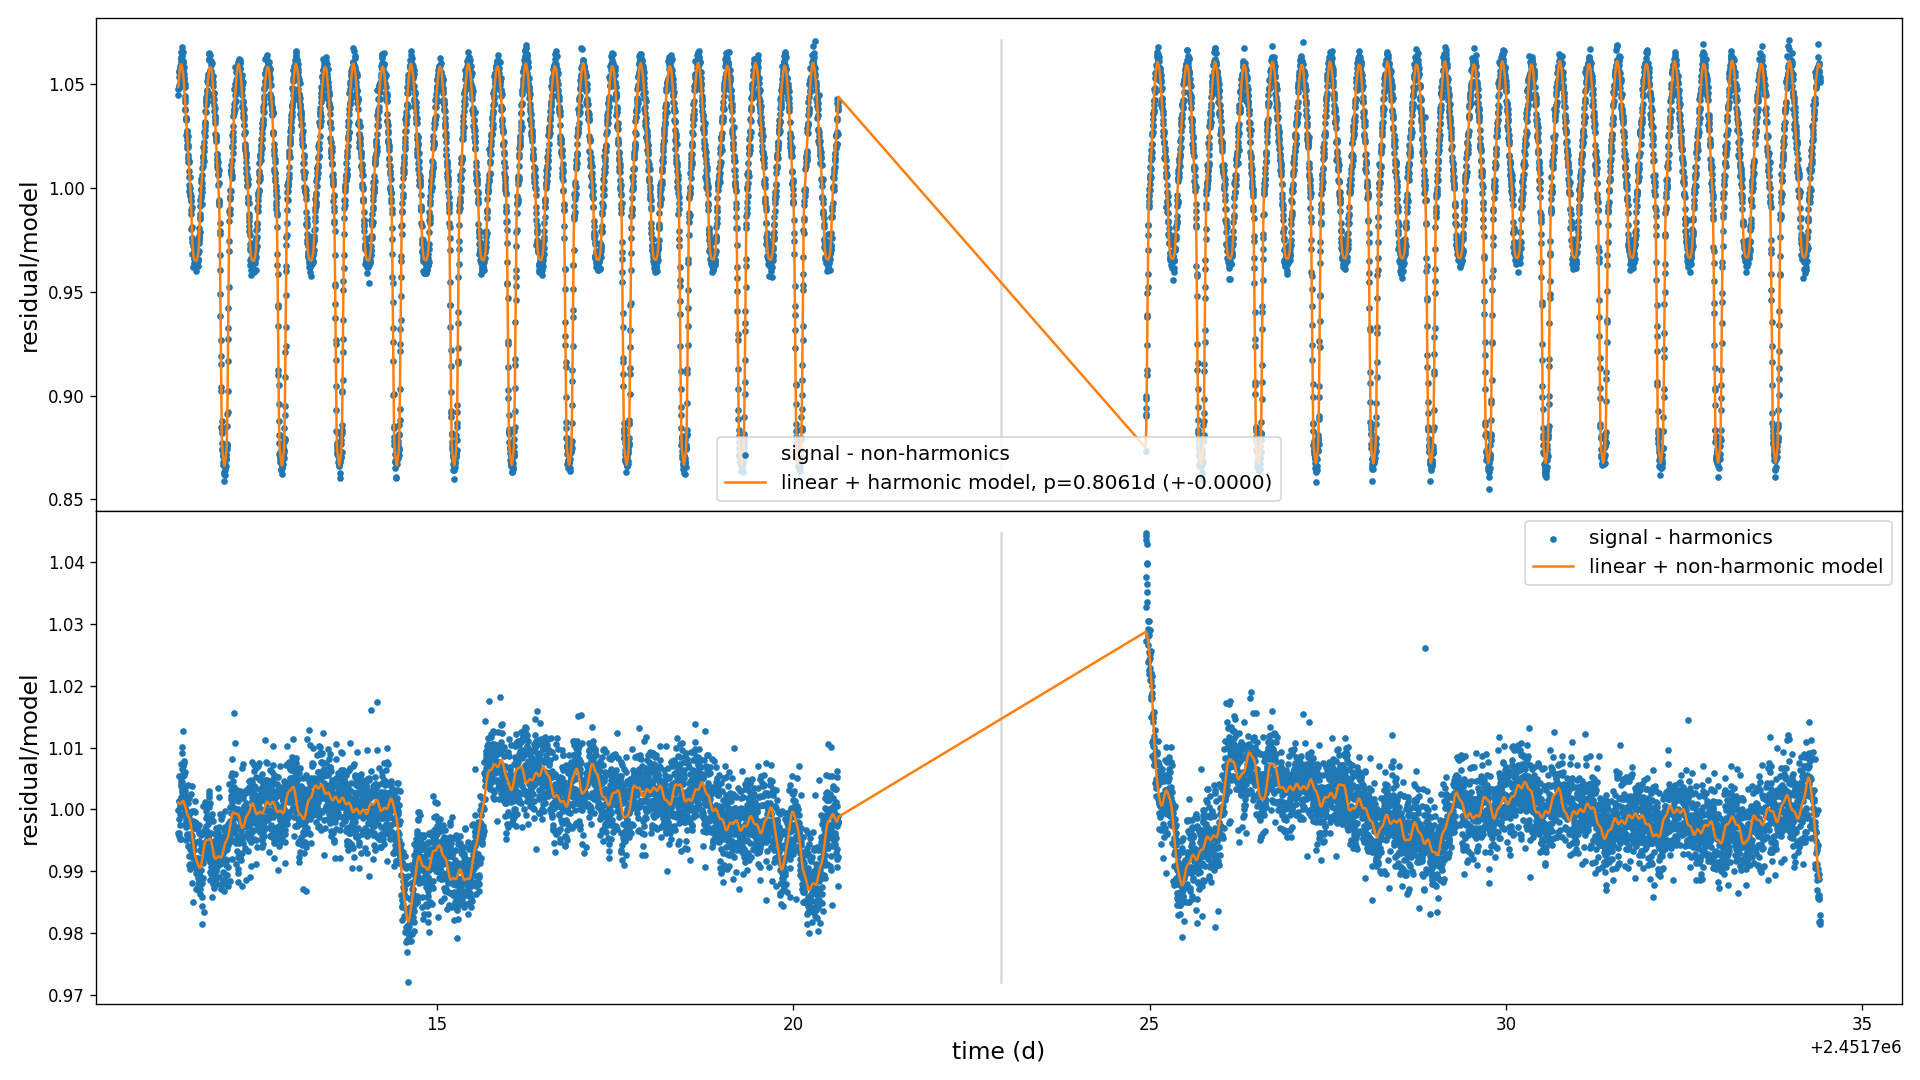 residual/model
1.05
1.00
0.95
0.90
0.85
signal - non-harmonics
linear + harmonic model, p=0.8061d (+-0.0000)
residual/model
1.04
1.03
1.02
1.01
1.00
0.99
0.98
0.97
signal - harmonics
linear + non-harmonic model
15
20
25
30
35
time (d)
+2.4517e6